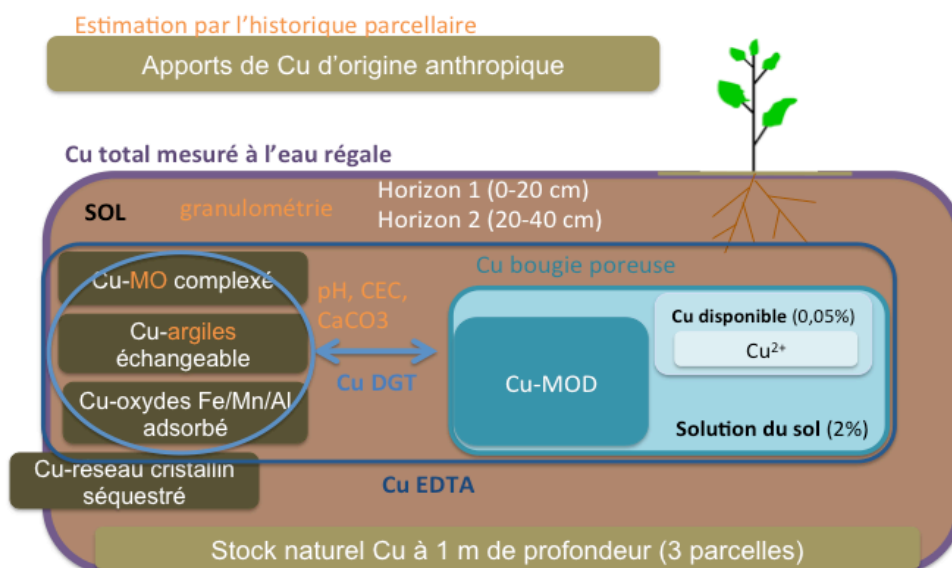 Estimation par l'historique parcellaire
Apports de Cu d'origine anthropique
Cu total mesuré à l'eau régale
SOL
granulométrie
Horizon 1 (0-20 cm)
Horizon 2 (20-40 cm)
Cu-MO complexé
Cu-argiles
échangeable
Cu-oxydes Fe/Mn/Al
adsorbé
Cu-reseau cristallin
séquestré
pH, CEC,
CaCO3
Cu DGT
Cu bougie poreuse
Cu-MOD
Cu disponible (0,05%)
Cu²⁺
Solution du sol (2%)
Cu EDTA
Stock naturel Cu à 1 m de profondeur (3 parcelles)